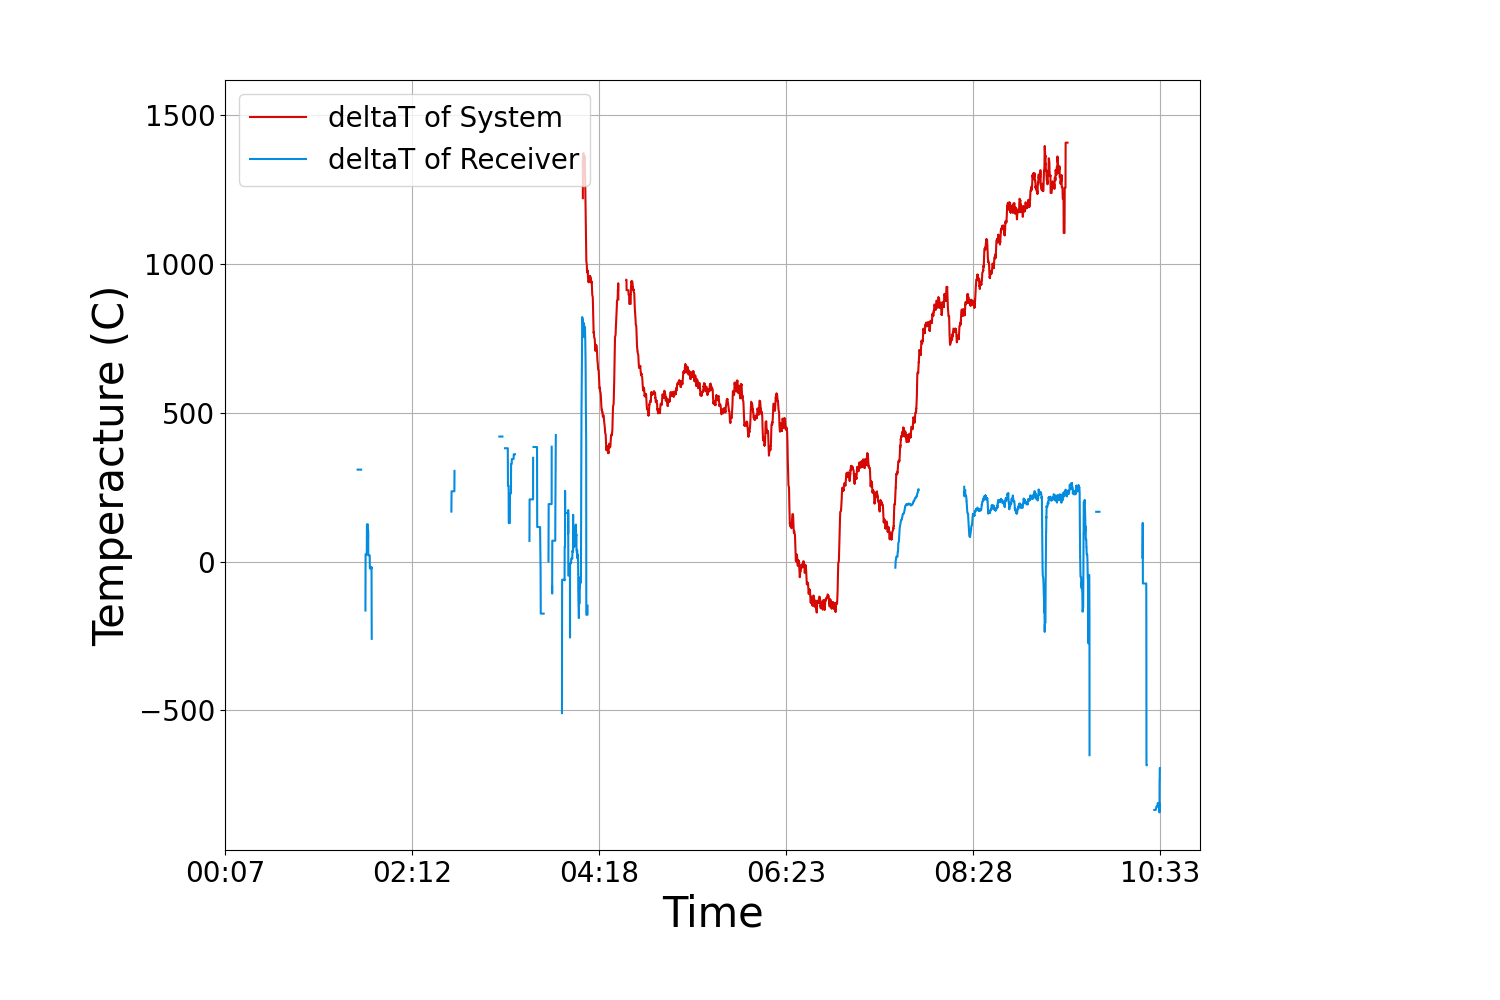 deltaT of System
deltaT of Receiver
1500
1000
500
0
−500
Temperacture (C)
00:07 02:12 04:18 06:23 08:28 10:33
Time